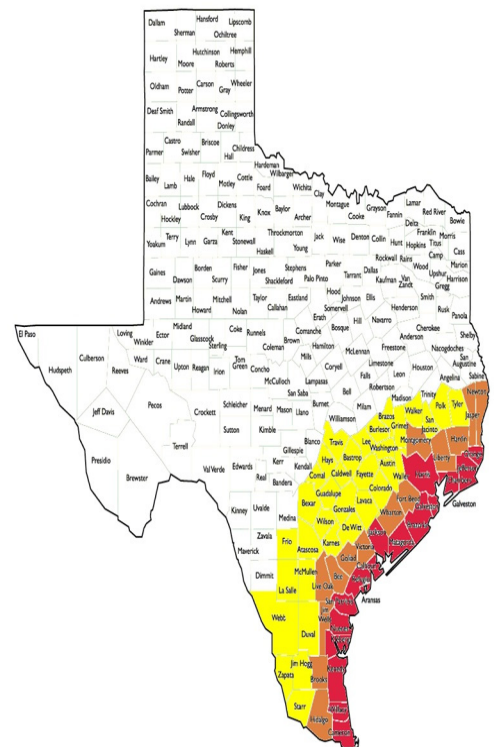 Dallam Hansford Lipscomb
Sherman Ochiltree
Hartley Hutchinson Hemphill
Moore Roberts
Oldham Potter Carson Gray Wheeler
Deaf Smith Randall Armstrong Donley Collingsworth
Parmer Castro Swisher Briscoe Hall Childress
Hardeman
Bailey Lamb Hale Floyd Motley Cottle Foard Wilbarger Wichita Clay
Cochran Hockley Lubbock Crosby Dickens King Knox Baylor Archer Montague Cooke Grayson Fannin Lamar Red River Bowie
Delta Franklin Morris
Yoakum Terry Lynn Garza Kent Stonewall Haskell Throckmorton Young Jack Wise Denton Collin Hunt Hopkins Titus Camp Cass
Marion
Gaines Dawson Borden Scurry Fisher Jones Shackleford Stephens Palo Pinto Parker Tarrant Dallas Rockwall Rains Wood Upshur Harrison
Kaufman Van Zandt Gregg
Andrews Martin Howard Mitchell Nolan Taylor Callahan Eastland Erath Hood Somervell Johnson Ellis Henderson Smith Rusk Panola
El Paso Hudspeth Culberson Loving Winkler Ector Midland Glasscock Sterling Coke Runnels Coleman Brown Comanche Hamilton Bosque Hill Navarro Anderson Cherokee Shelby
Reeves Ward Crane Upton Reagan Irion Tom Green Concho McCulloch Mills Lampasas Coryell McLennan Limestone Freestone Leon Houston Nacogdoches San Augustine
Angelina Sabine
Jeff Davis Pecos Crockett Schleicher Sutton Menard Kimble Mason San Saba Llano Burnet Bell Falls Milam Robertson Madison Trinity Newton
Williamson Brazos Walker Polk Tyler Jasper
Presidio Brewster Terrell Val Verde Edwards Real Kerr Gillespie Kendall Blanco Travis Lee Burleson Grimes Washington San Jacinto
Hays Bastrop Montgomery Hardin
Bandera Comal Caldwell Fayette Austin Waller Liberty
Kinney Uvalde Medina Bexar Guadalupe Gonzales Lavaca Colorado Fort Bend Harris
Wilson De Witt Wharton Galveston
Maverick Zavala Frio Atascosa Karnes Victoria Jackson
Goliad
Dimmit La Salle McMullen Live Oak Bee Calhoun
Aransas
Webb Duval Jim Wells
Zapata Jim Hogg Brooks
Starr Hidalgo Cameron